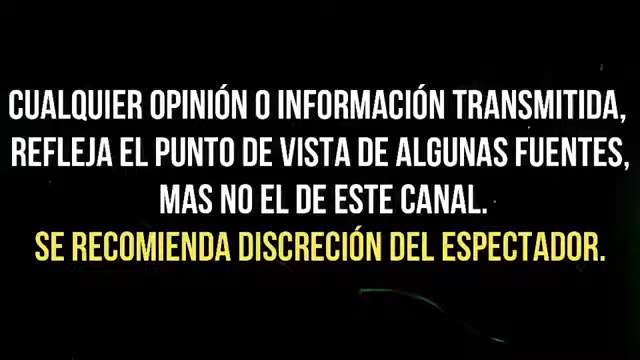 CUALQUIER OPINIÓN O INFORMACIÓN TRANSMITIDA,
REFLEJA EL PUNTO DE VISTA DE ALGUNAS FUENTES,
MAS NO EL DE ESTE CANAL.
SE RECOMIENDA DISCRECIÓN DEL ESPECTADOR.